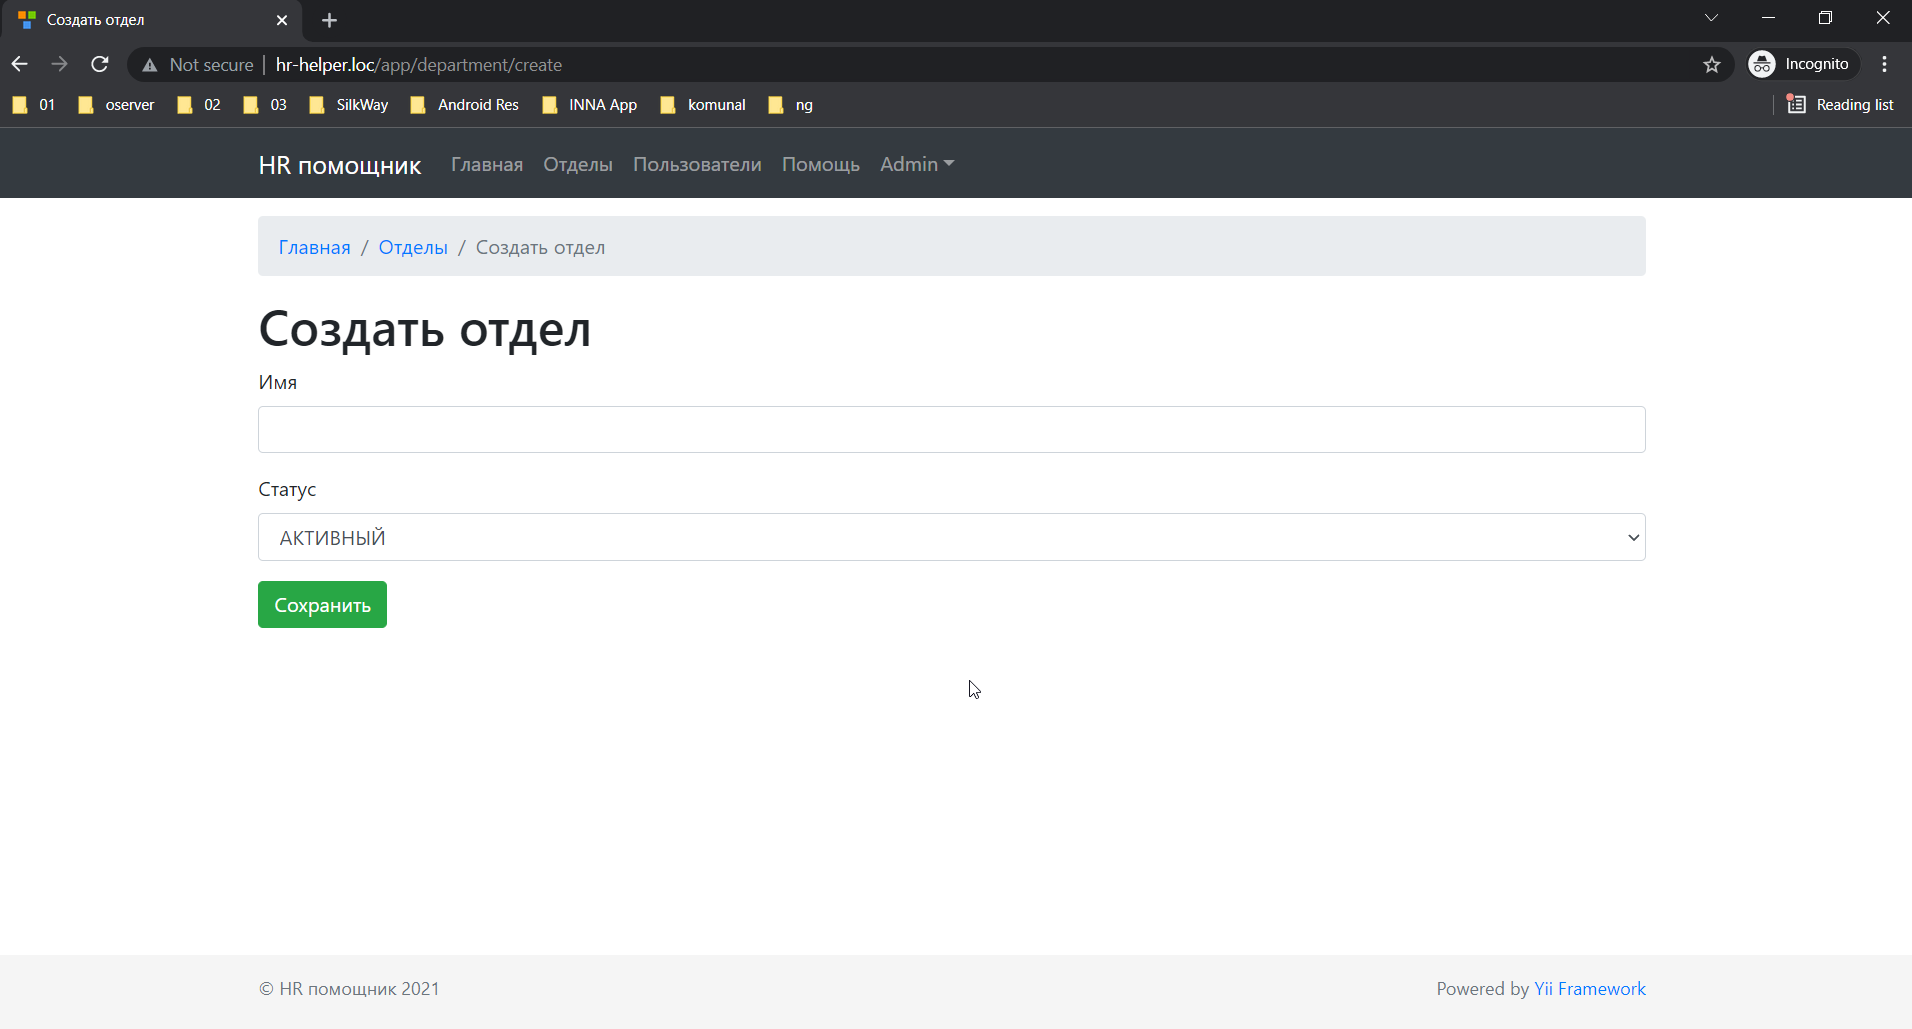 Создать отдел
Not secure | hr-helper.loc/app/department/create
Incognito
01 oserver 02 03 SilkWay Android Res INNA App komunal ng
Reading list
HR помощник Главная Отделы Пользователи Помощь Admin
Главная / Отделы / Создать отдел
Создать отдел
Имя
Статус
АКТИВНЫЙ
Сохранить
© HR помощник 2021
Powered by Yii Framework